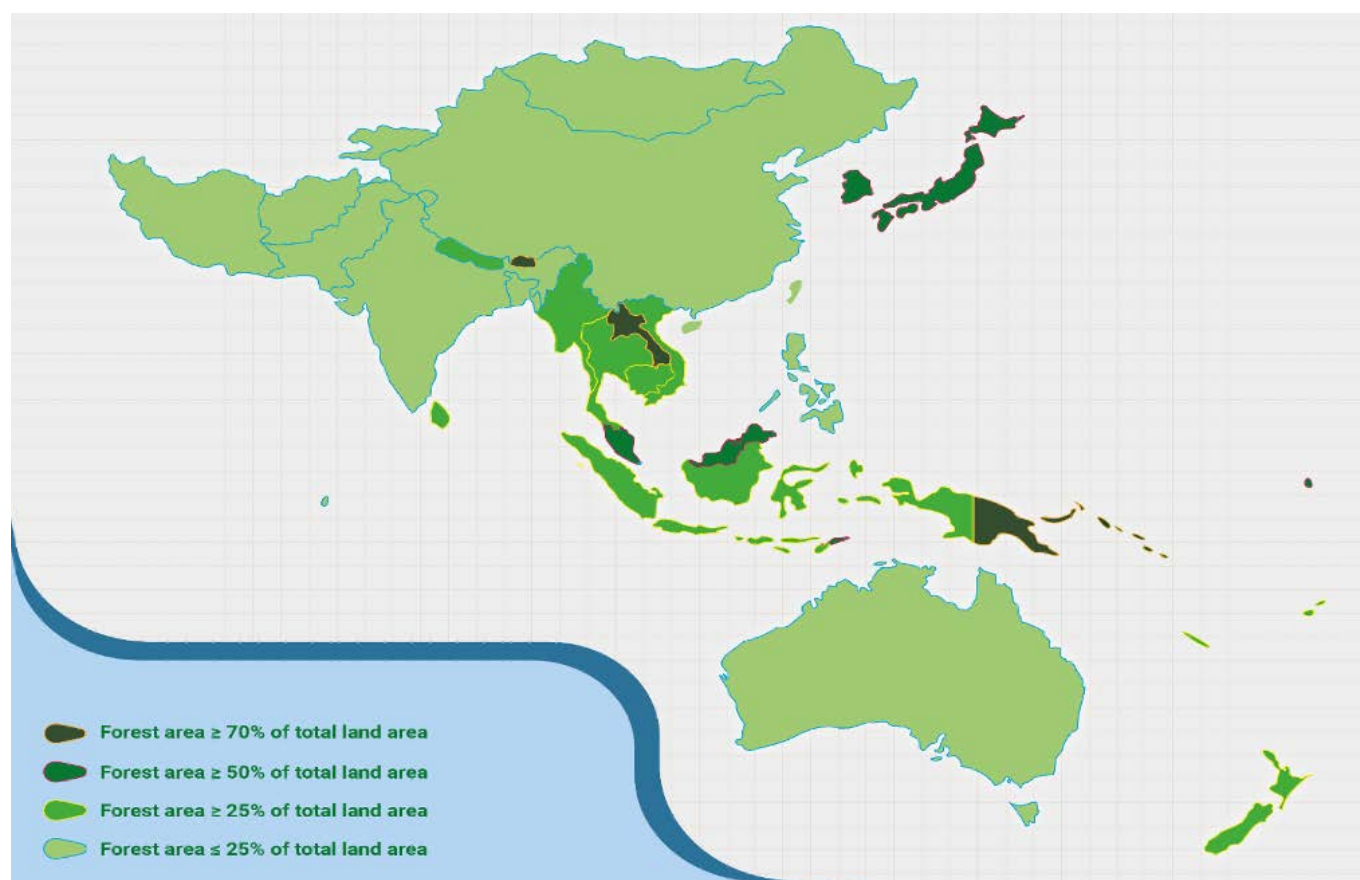 Forest area ≥ 70% of total land area
Forest area ≥ 50% of total land area
Forest area ≥ 25% of total land area
Forest area ≤ 25% of total land area